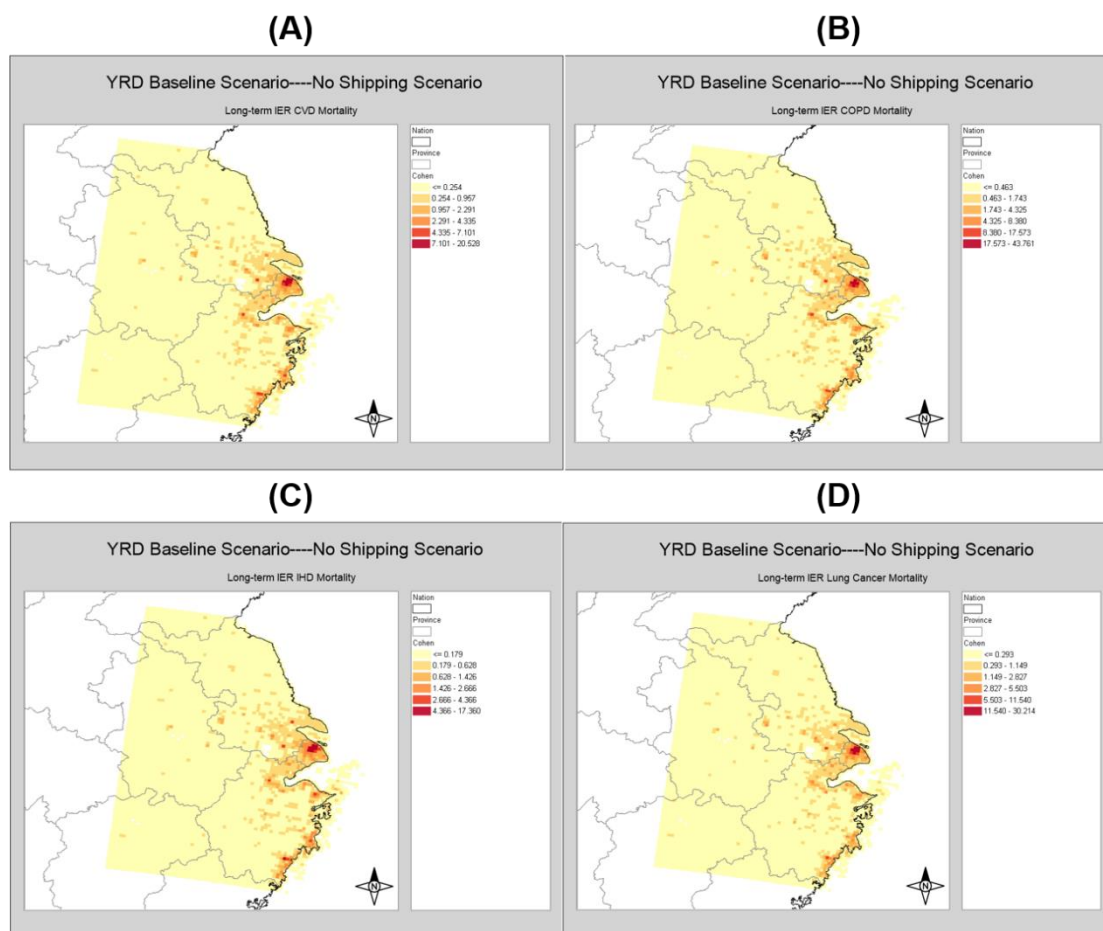 (A)
YRD Baseline Scenario----No Shipping Scenario
Long-term IER CVD Mortality
Nation
Province
Cohen
<= 0.254
0.254 - 0.957
0.957 - 2.291
2.291 - 4.335
4.335 - 7.101
7.101 - 20.528
N
(B)
YRD Baseline Scenario----No Shipping Scenario
Long-term IER COPD Mortality
Nation
Province
Cohen
<= 0.463
0.463 - 1.743
1.743 - 4.325
4.325 - 8.380
8.380 - 17.573
17.573 - 43.761
N
(C)
YRD Baseline Scenario----No Shipping Scenario
Long-term IER IHD Mortality
Nation
Province
Cohen
<= 0.179
0.179 - 0.628
0.628 - 1.426
1.426 - 2.666
2.666 - 4.366
4.366 - 17.360
N
(D)
YRD Baseline Scenario----No Shipping Scenario
Long-term IER Lung Cancer Mortality
Nation
Province
Cohen
<= 0.293
0.293 - 1.149
1.149 - 2.827
2.827 - 5.503
5.503 - 11.540
11.540 - 30.214
N